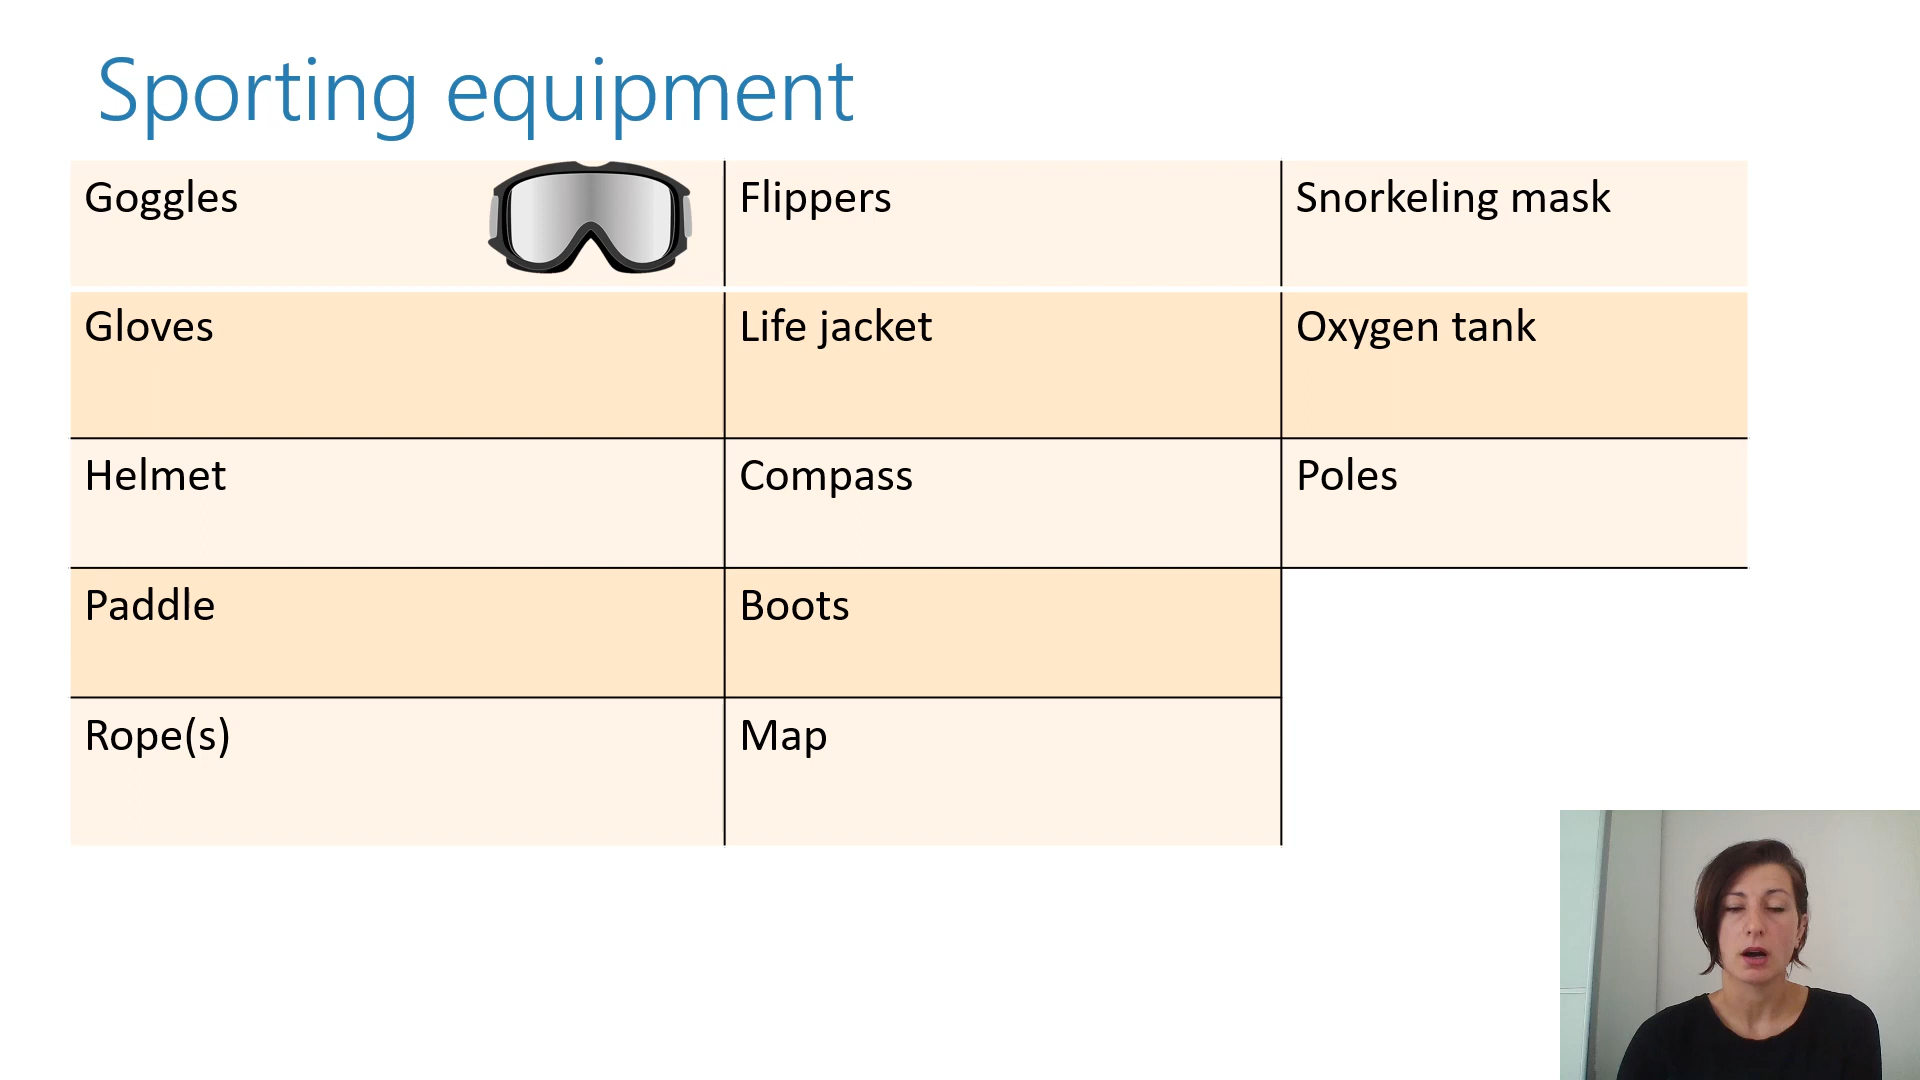 Sporting equipment
Goggles
Flippers
Snorkeling mask
Gloves
Life jacket
Oxygen tank
Helmet
Compass
Poles
Paddle
Boots
Rope(s)
Map